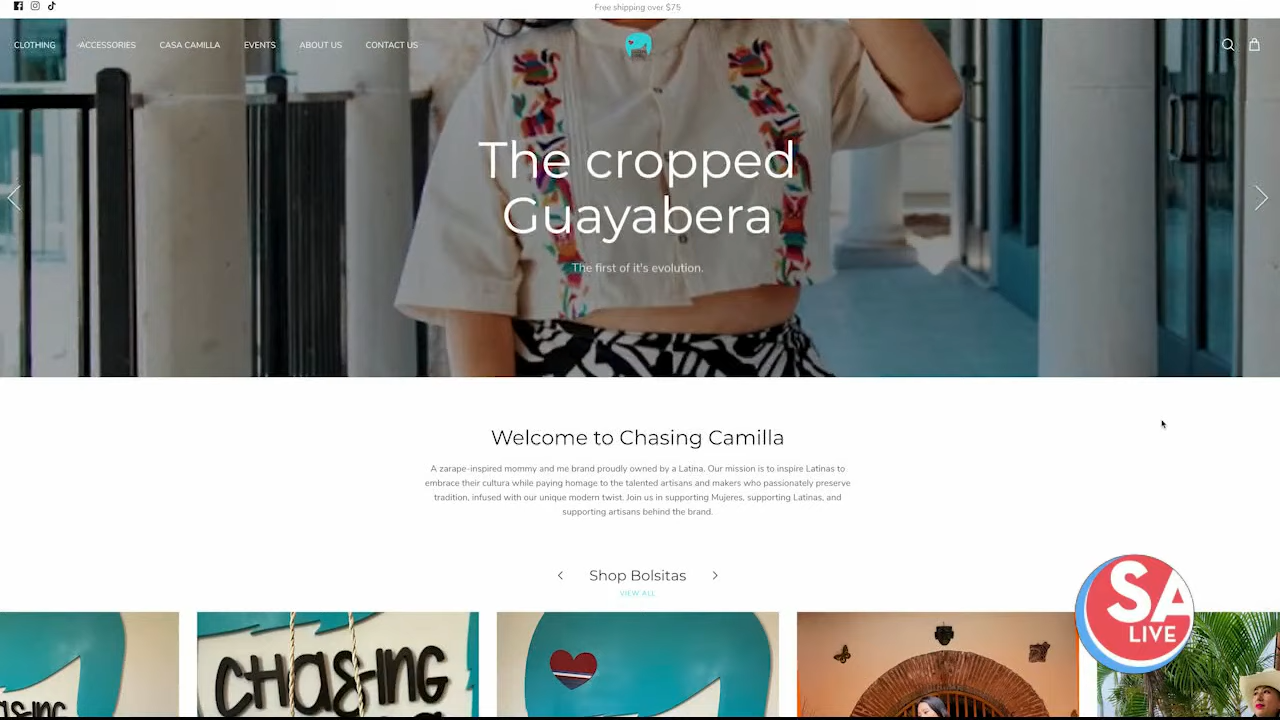 Free shipping over $75
CLOTHING
ACCESSORIES
CASA CAMILLA
EVENTS
ABOUT US
CONTACT US
The cropped
Guayabera
The first of it's evolution.
Welcome to Chasing Camilla
A zarape-inspired mommy and me brand proudly owned by a Latina. Our mission is to inspire Latinas to
embrace their cultura while paying homage to the talented artisans and makers who passionately preserve
tradition, infused with our unique modern twist. Join us in supporting Mujeres, supporting Latinas, and
supporting artisans behind the brand.
Shop Bolsitas
VIEW ALL
CHASING
SA
LIVE